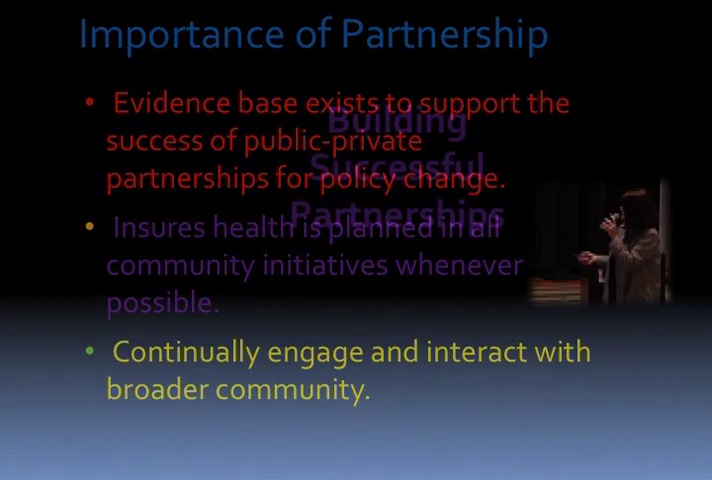 Importance of Partnership
• Evidence base exists to support the
success of public-private
partnerships for policy change.
• Insures health is planned in all
community initiatives whenever
possible.
• Continually engage and interact with
broader community.
Building
Successful
Partnerships